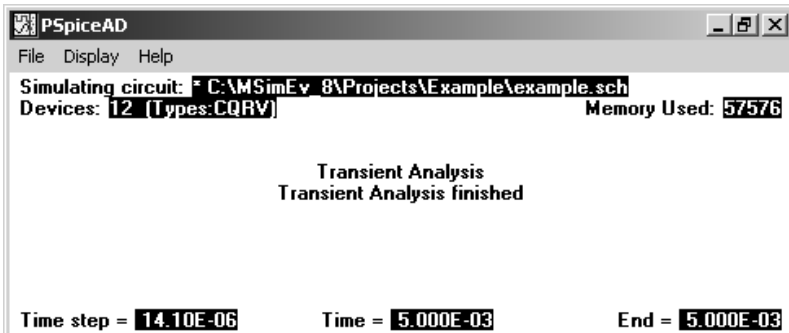 PSpiceAD
File Display Help
Simulating circuit: * C:\MSimEv_8\Projects\Example\example.sch
Devices: 12 (Types:CQRV) Memory Used: 57576
Transient Analysis
Transient Analysis finished
Time step = 14.10E-06 Time = 5.000E-03 End = 5.000E-03